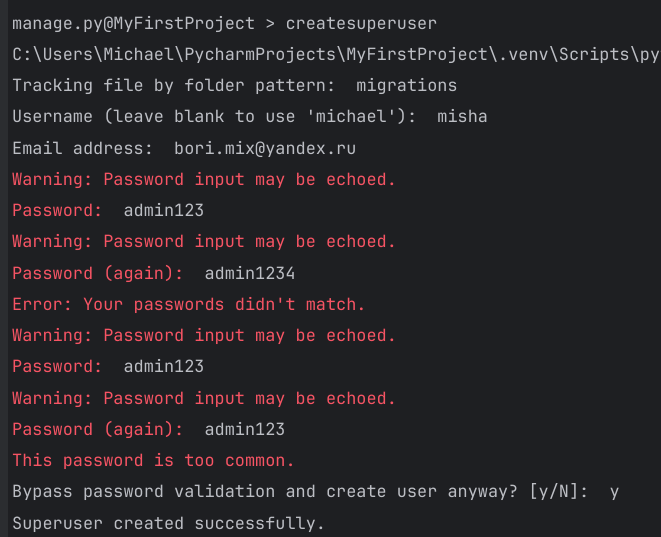 manage.py@MyFirstProject > createsuperuser
C:\Users\Michael\PycharmProjects\MyFirstProject\.venv\Scripts\py
Tracking file by folder pattern:  migrations
Username (leave blank to use 'michael'):  misha
Email address:  bori.mix@yandex.ru
Warning: Password input may be echoed.
Password:  admin123
Warning: Password input may be echoed.
Password (again):  admin1234
Error: Your passwords didn't match.
Warning: Password input may be echoed.
Password:  admin123
Warning: Password input may be echoed.
Password (again):  admin123
This password is too common.
Bypass password validation and create user anyway? [y/N]:  y
Superuser created successfully.